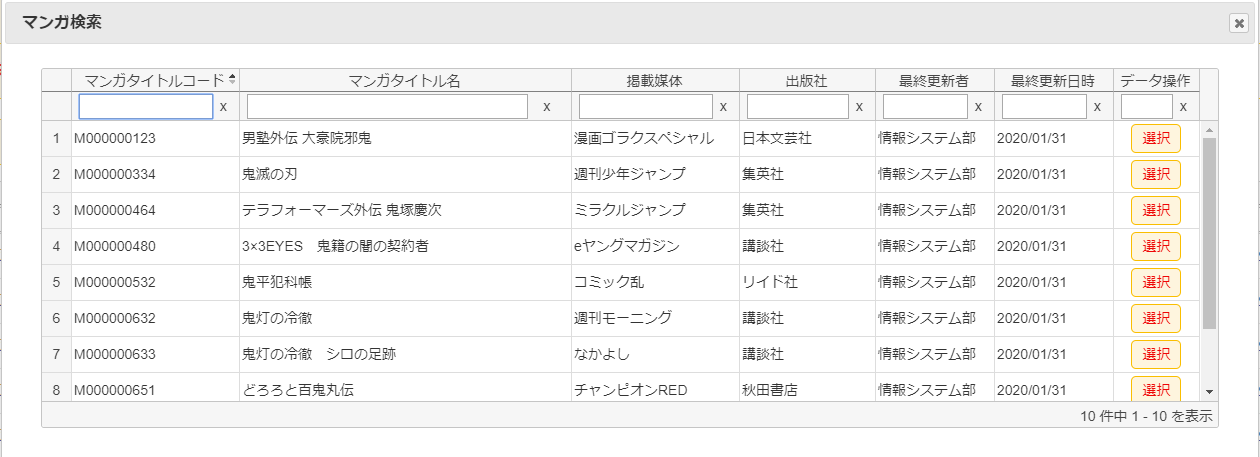 マンガ検索
マンガタイトルコード マンガタイトル名 掲載媒体 出版社 最終更新者 最終更新日時 データ操作
x x x x x x x
1 M000000123 男塾外伝 大豪院邪鬼 漫画ゴラクスペシャル 日本文芸社 情報システム部 2020/01/31 選択
2 M000000334 鬼滅の刃 週刊少年ジャンプ 集英社 情報システム部 2020/01/31 選択
3 M000000464 テラフォーマーズ外伝 鬼塚慶次 ミラクルジャンプ 集英社 情報システム部 2020/01/31 選択
4 M000000480 3×3EYES　鬼籍の闇の契約者 eヤングマガジン 講談社 情報システム部 2020/01/31 選択
5 M000000532 鬼平犯科帳 コミック乱 リイド社 情報システム部 2020/01/31 選択
6 M000000632 鬼灯の冷徹 週刊モーニング 講談社 情報システム部 2020/01/31 選択
7 M000000633 鬼灯の冷徹　シロの足跡 なかよし 講談社 情報システム部 2020/01/31 選択
8 M000000651 どろろと百鬼丸伝 チャンピオンRED 秋田書店 情報システム部 2020/01/31 選択
10 件中 1 - 10 を表示